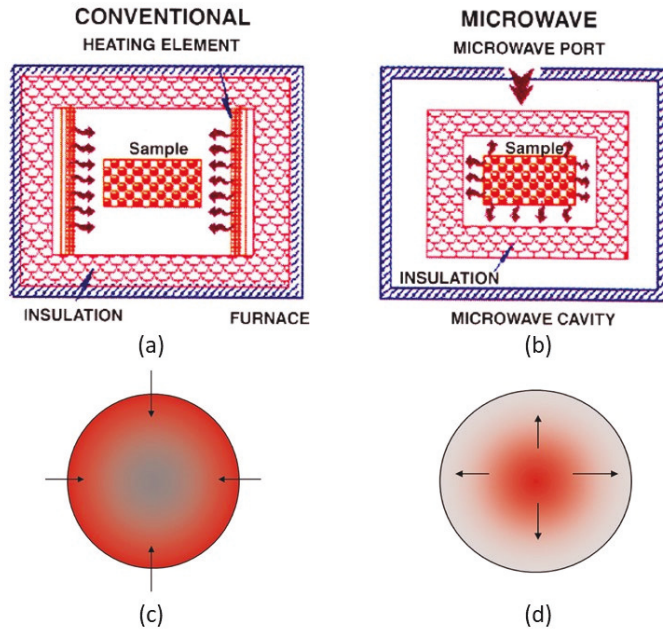 CONVENTIONAL
HEATING ELEMENT
Sample
INSULATION
FURNACE
(a)
MICROWAVE
MICROWAVE PORT
Sample
INSULATION
MICROWAVE CAVITY
(b)
(c)
(d)